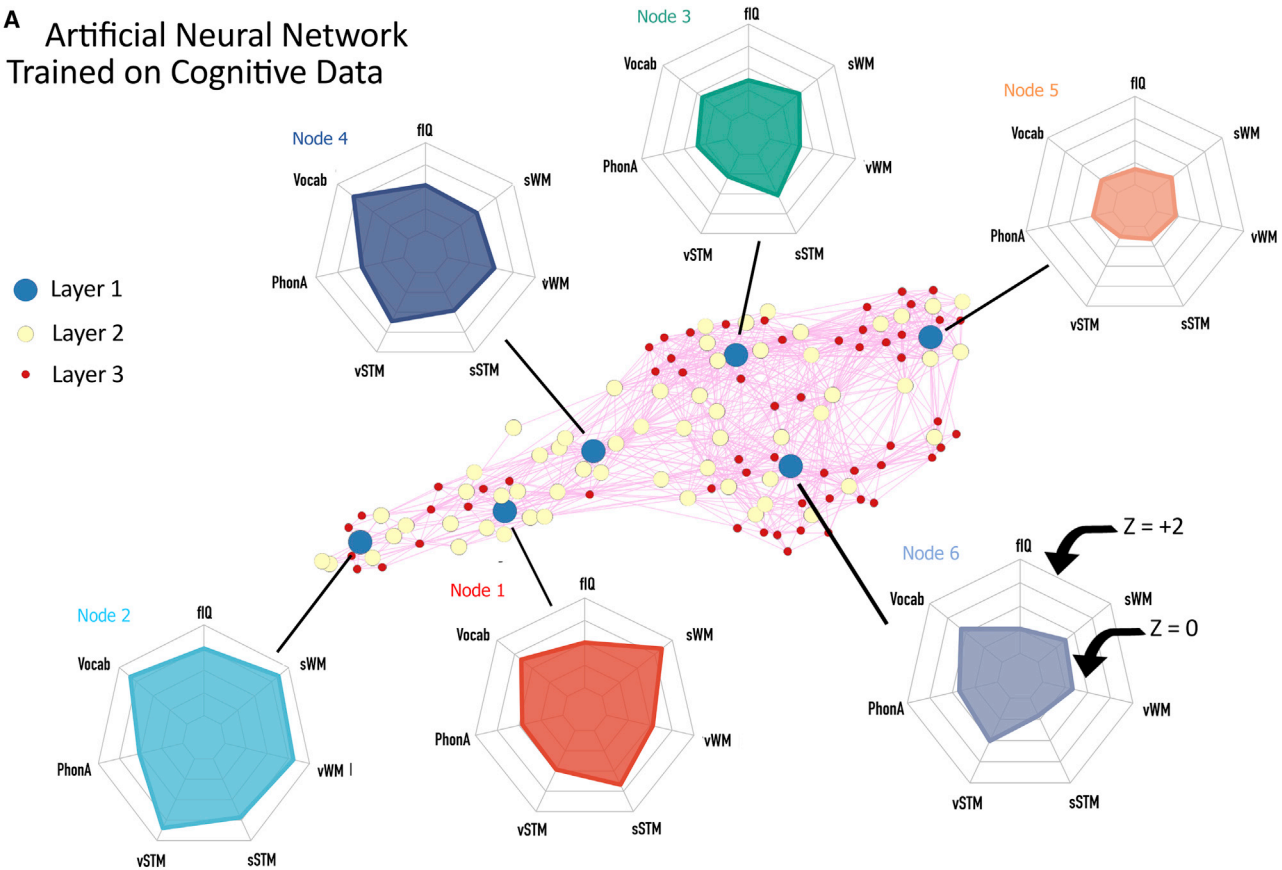 A
Artificial Neural Network
Trained on Cognitive Data
Node 3
fIQ
sWM
vWM
sSTM
vSTM
PhonA
Vocab
Node 5
fIQ
sWM
vWM
sSTM
vSTM
PhonA
Vocab
Node 4
fIQ
sWM
vWM
sSTM
vSTM
PhonA
Vocab
Layer 1
Layer 2
Layer 3
Node 2
fIQ
sWM
vWM |
sSTM
vSTM
PhonA
Vocab
Node 1
fIQ
sWM
vWM
sSTM
vSTM
PhonA
Vocab
Node 6
fIQ
sWM
vWM
sSTM
vSTM
PhonA
Vocab
Z = +2
Z = 0